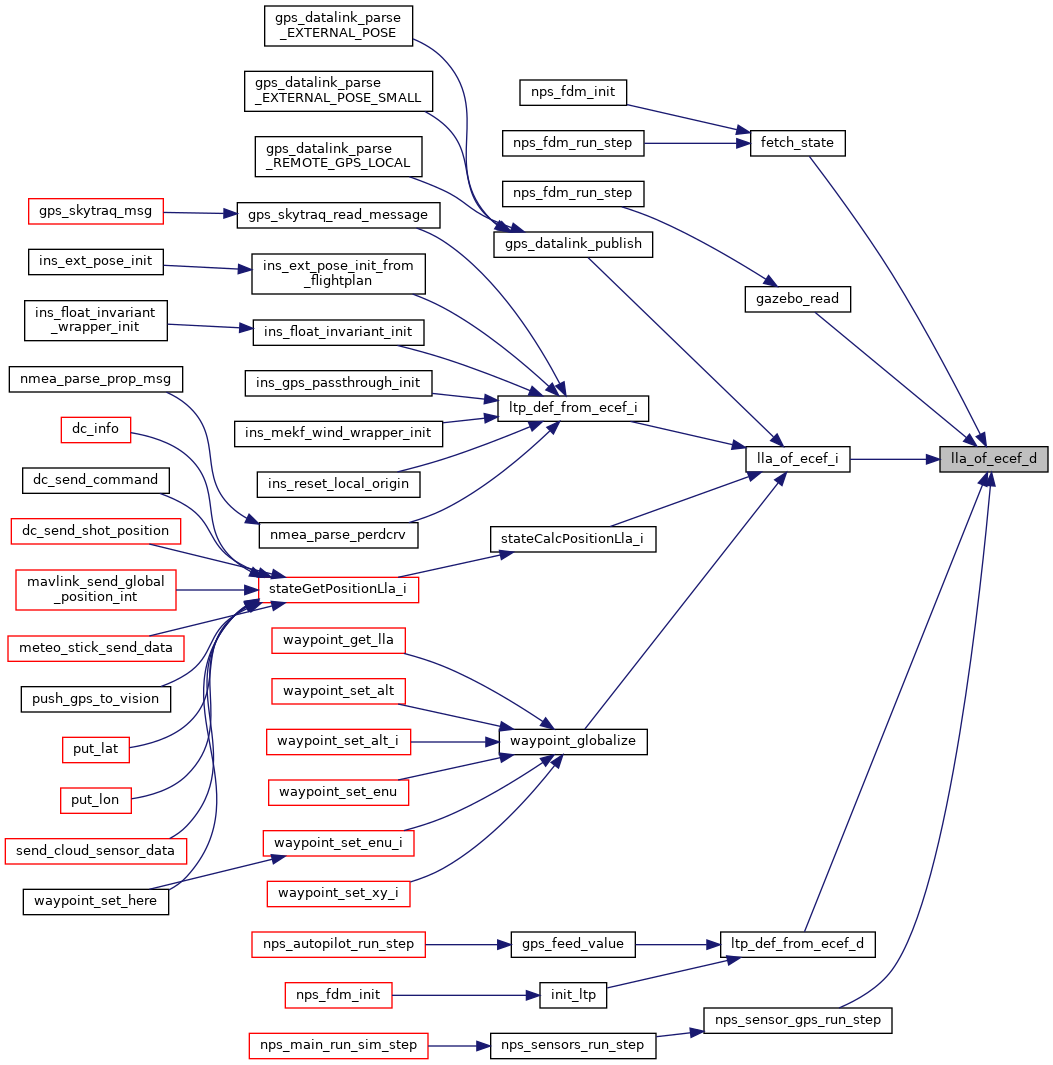 gps_datalink_parse
_EXTERNAL_POSE
gps_datalink_parse
_EXTERNAL_POSE_SMALL
gps_datalink_parse
_REMOTE_GPS_LOCAL
gps_skytraq_msg
gps_skytraq_read_message
ins_ext_pose_init
ins_ext_pose_init_from
_flightplan
ins_float_invariant
_wrapper_init
ins_float_invariant_init
nmea_parse_prop_msg
ins_gps_passthrough_init
ins_mekf_wind_wrapper_init
ins_reset_local_origin
nmea_parse_perdcrv
dc_info
dc_send_command
dc_send_shot_position
mavlink_send_global
_position_int
meteo_stick_send_data
push_gps_to_vision
put_lat
put_lon
send_cloud_sensor_data
waypoint_set_here
stateGetPositionLla_i
waypoint_get_lla
waypoint_set_alt
waypoint_set_alt_i
waypoint_set_enu
waypoint_set_enu_i
waypoint_set_xy_i
nps_autopilot_run_step
nps_fdm_init
nps_main_run_sim_step
nps_fdm_init
nps_fdm_run_step
nps_fdm_run_step
gps_datalink_publish
ltp_def_from_ecef_i
stateCalcPositionLla_i
waypoint_globalize
gps_feed_value
init_ltp
nps_sensors_run_step
fetch_state
gazebo_read
lla_of_ecef_i
ltp_def_from_ecef_d
nps_sensor_gps_run_step
lla_of_ecef_d